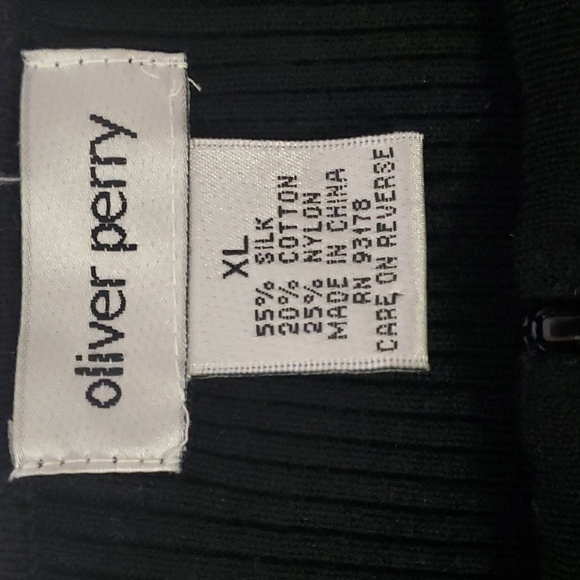 oliver perry
XL
55% SILK
20% COTTON
25% NYLON
MADE IN CHINA
RN 93178
CARE ON REVERSE